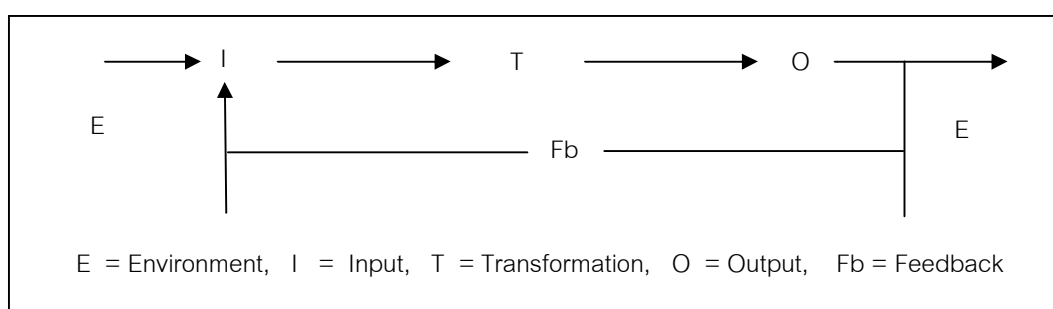 I T O
E E
Fb
E = Environment, I = Input, T = Transformation, O = Output, Fb = Feedback